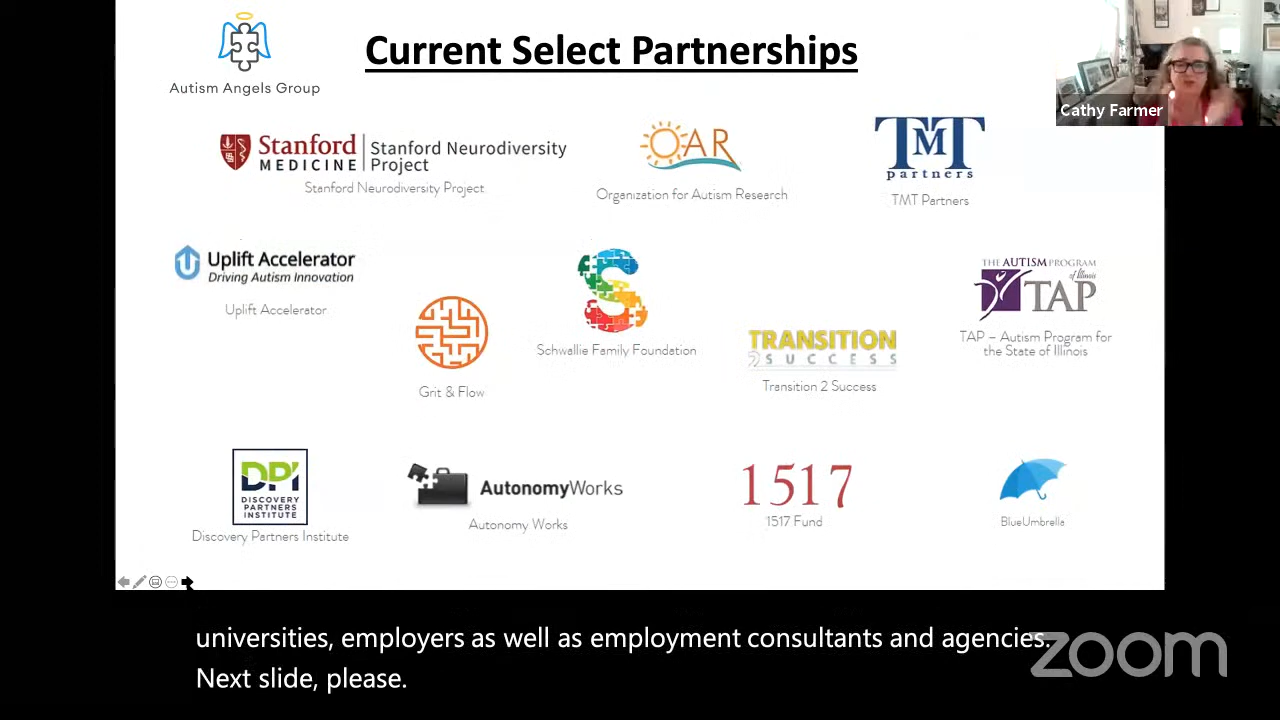 Current Select Partnerships
Autism Angels Group
Cathy Farmer
Stanford
MEDICINE
Stanford Neurodiversity
Project
Stanford Neurodiversity Project
OAR
Organization for Autism Research
TMT
partners
TMT Partners
Uplift Accelerator
Driving Autism Innovation
Uplift Accelerator
Grit & Flow
Schwallie Family Foundation
TRANSITION
2 SUCCESS
Transition 2 Success
THE AUTISM PROGRAM
of Illinois
TAP
TAP – Autism Program for
the State of Illinois
DPI
DISCOVERY
PARTNERS
INSTITUTE
Discovery Partners Institute
AutonomyWorks
Autonomy Works
1517
1517 Fund
BlueUmbrella
universities, employers as well as employment consultants and agencies.
Next slide, please.
zoom